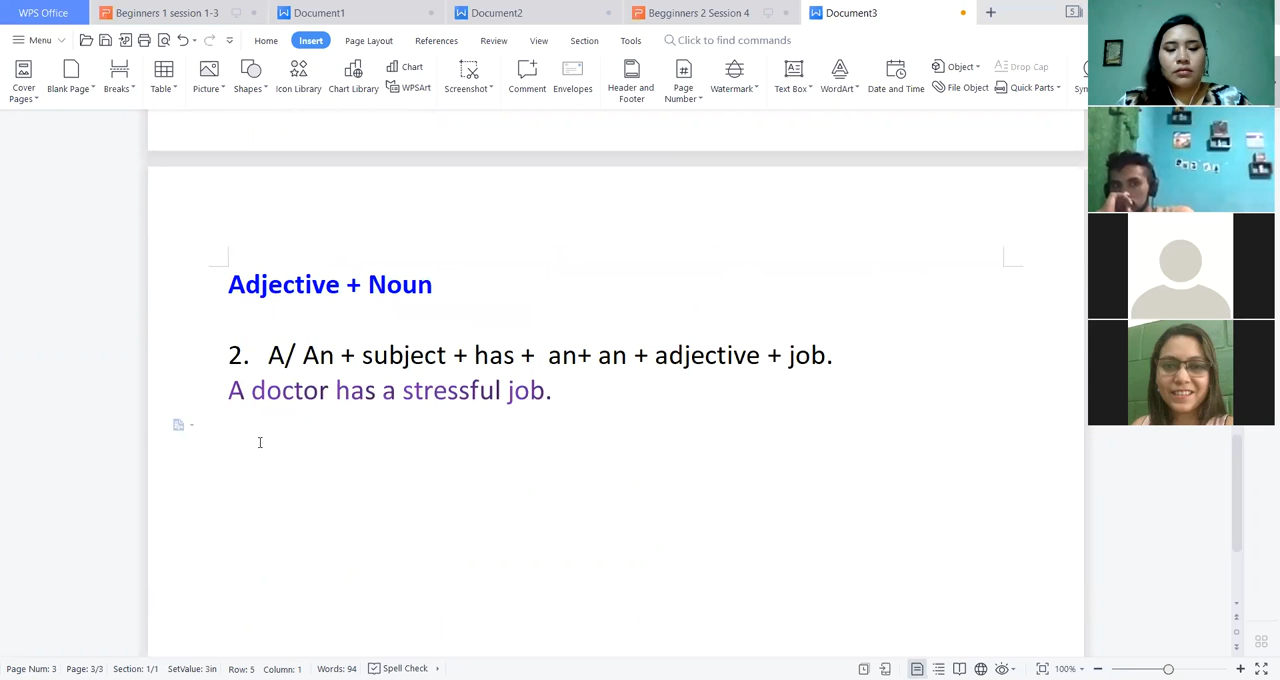 WPS Office Beginners 1 session 1-3 Document1 Document2 Begginers 2 Session 4 Document3 + 5
Menu Home Insert Page Layout References Review View Section Tools Click to find commands
Cover Pages Blank Page Breaks Table Picture Shapes Icon Library Chart Library Chart WPSArt Screenshot Comment Envelopes Header and Footer Page Number Watermark Text Box WordArt Date and Time Object File Object Drop Cap Quick Parts
Adjective + Noun
2. A/ An + subject + has + an+ an + adjective + job.
A doctor has a stressful job.
Page Num: 3 Page: 3/3 Section: 1/1 SetValue: 3in Row: 5 Column: 1 Words: 94 Spell Check 100%